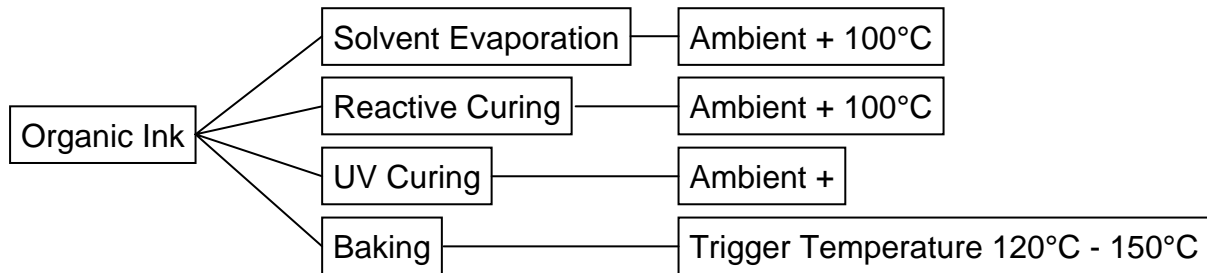 Organic Ink
Solvent Evaporation
Ambient + 100°C
Reactive Curing
Ambient + 100°C
UV Curing
Ambient +
Baking
Trigger Temperature 120°C - 150°C